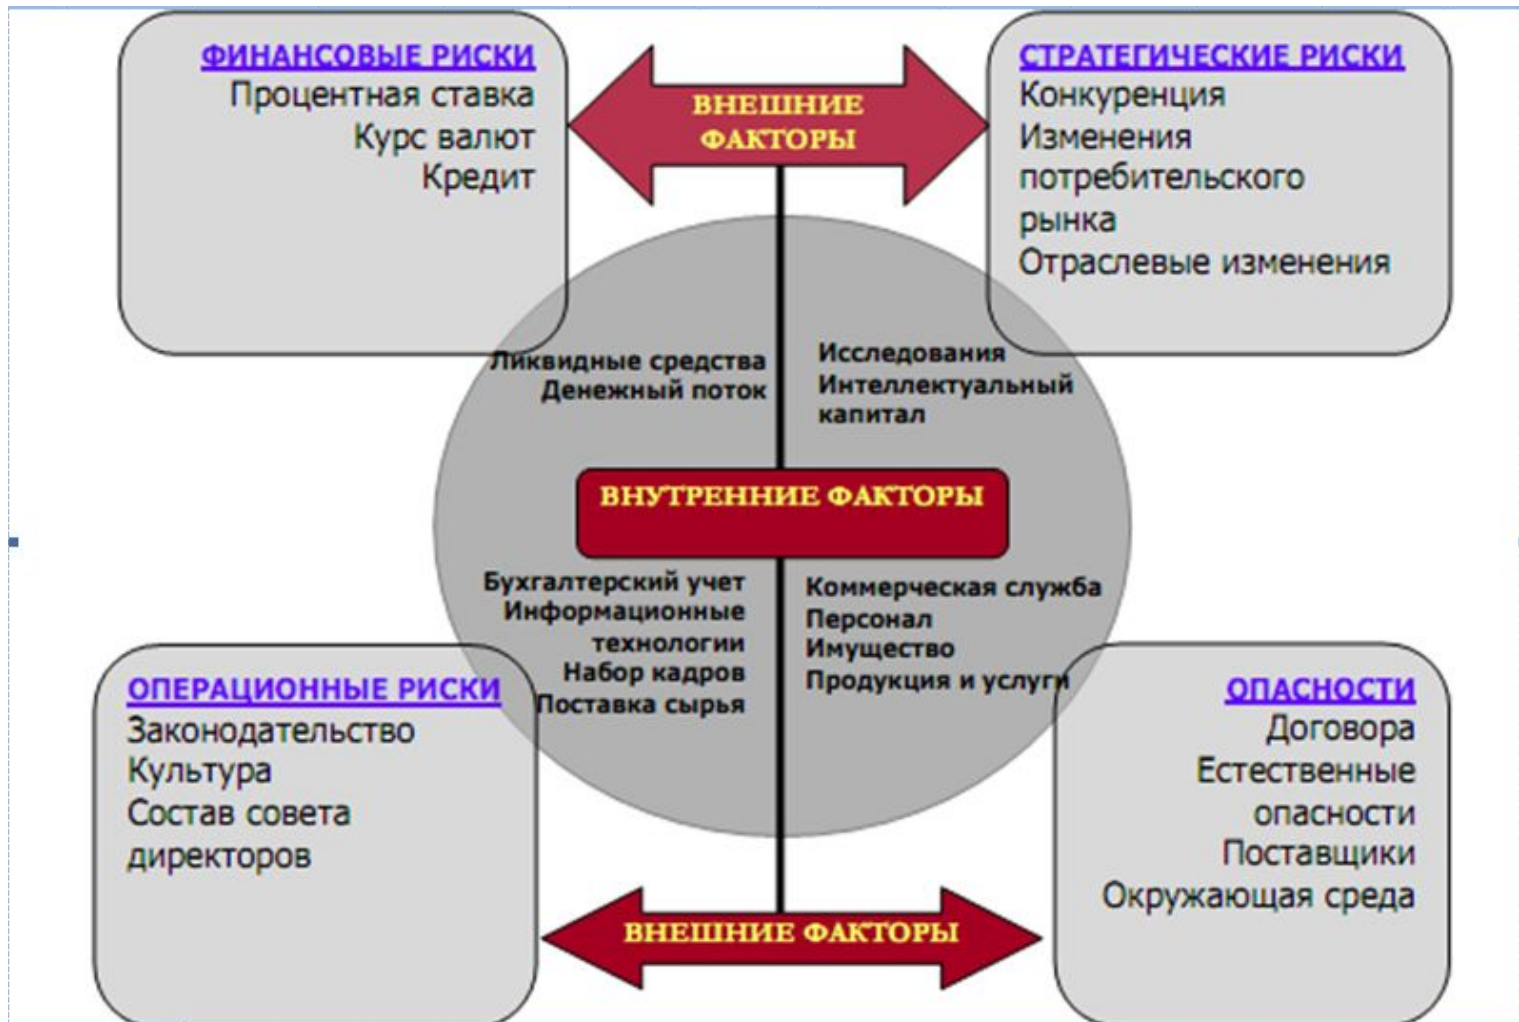 ФИНАНСОВЫЕ РИСКИ
Процентная ставка
Курс валют
Кредит
ВНЕШНИЕ
ФАКТОРЫ
СТРАТЕГИЧЕСКИЕ РИСКИ
Конкуренция
Изменения
потребительского
рынка
Отраслевые изменения
Ликвидные средства
Денежный поток
Исследования
Интеллектуальный
капитал
ВНУТРЕННИЕ ФАКТОРЫ
Бухгалтерский учет
Информационные
технологии
Набор кадров
Поставка сырья
Коммерческая служба
Персонал
Имущество
Продукция и услуги
ОПЕРАЦИОННЫЕ РИСКИ
Законодательство
Культура
Состав совета
директоров
ОПАСНОСТИ
Договора
Естественные
опасности
Поставщики
Окружающая среда
ВНЕШНИЕ ФАКТОРЫ